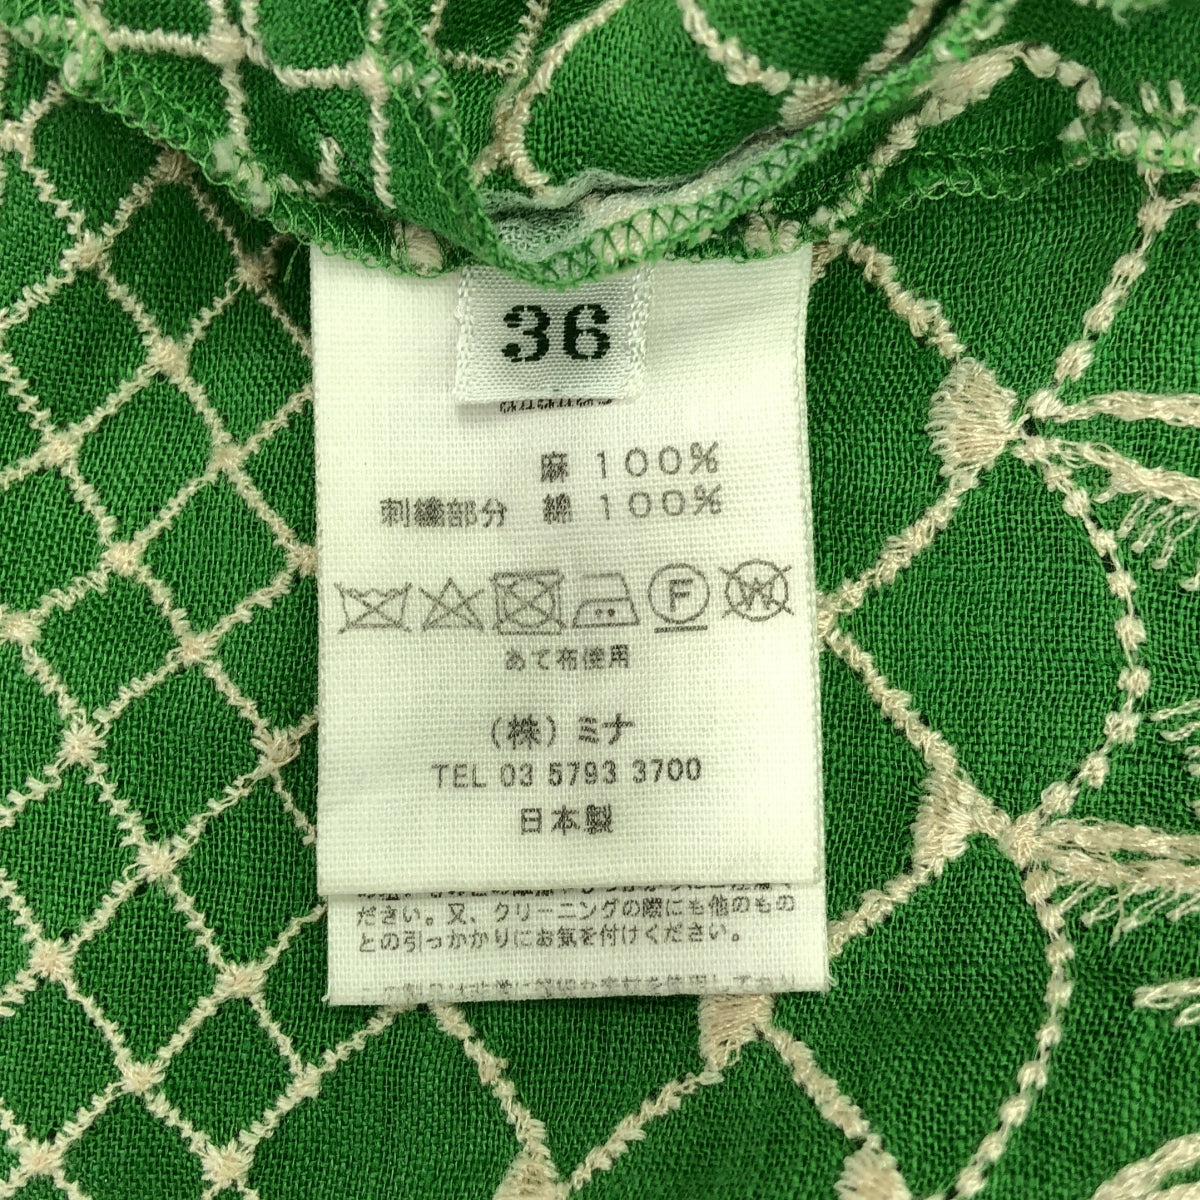 36
麻 100%
刺繍部分 綿 100%
F
W
あて布使用
(株) ミナ
TEL 03 5793 3700
日本製
ださい。又、クリーニングの際にも他のもの
との引っかかりにお気を付けください。